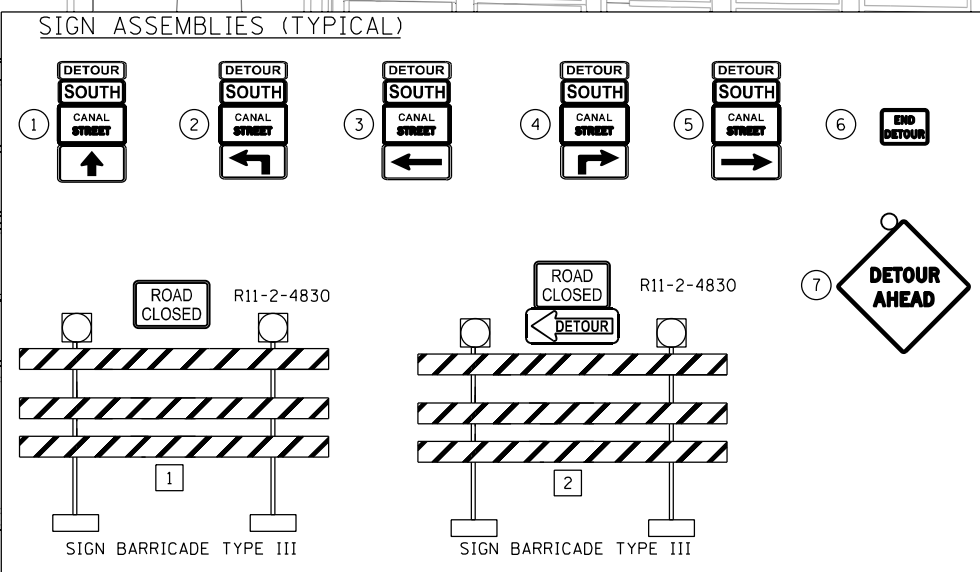 SIGN ASSEMBLIES (TYPICAL)
1
DETOUR
SOUTH
CANAL
STREET
2
DETOUR
SOUTH
CANAL
STREET
3
DETOUR
SOUTH
CANAL
STREET
4
DETOUR
SOUTH
CANAL
STREET
5
DETOUR
SOUTH
CANAL
STREET
6
END
DETOUR
7
DETOUR
AHEAD
ROAD
CLOSED
R11-2-4830
1
SIGN BARRICADE TYPE III
ROAD
CLOSED
DETOUR
R11-2-4830
2
SIGN BARRICADE TYPE III